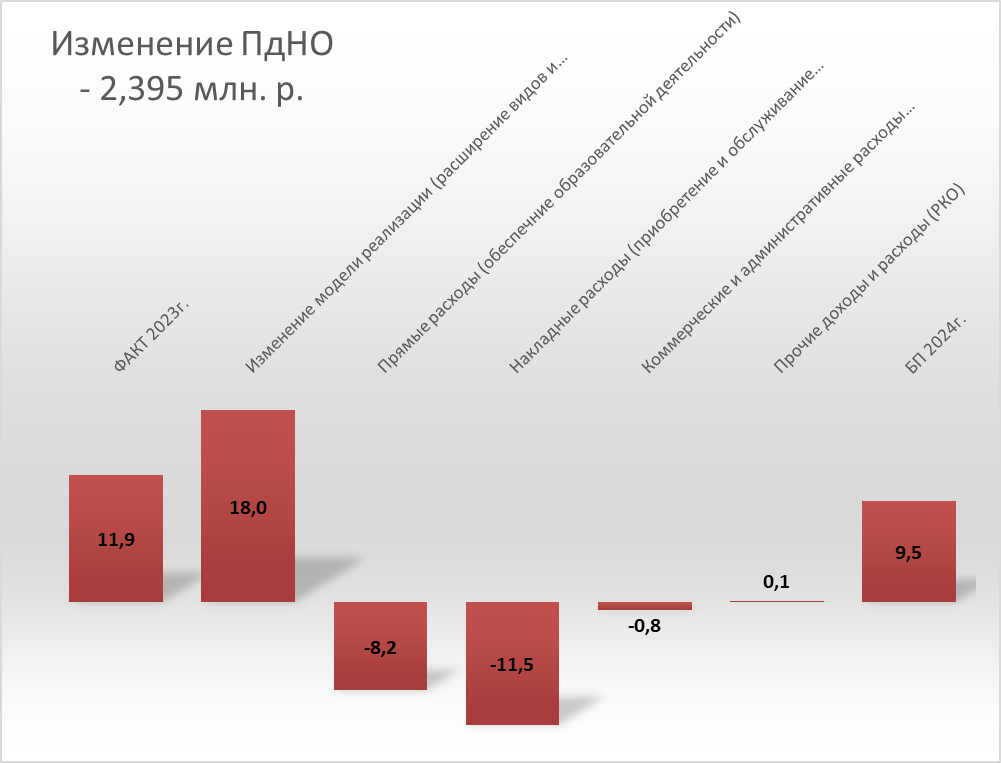 Изменение ПдНО
- 2,395 млн. р.
ФАКТ 2023г.
Изменение модели реализации (расширение видов и...
Прямые расходы (обеспечние образовательной деятельности)
Накладные расходы (приобретение и обслуживание...
Коммерческие и административные расходы...
Прочие доходы и расходы (РКО)
БП 2024г.
11,9
18,0
-8,2
-11,5
-0,8
0,1
9,5